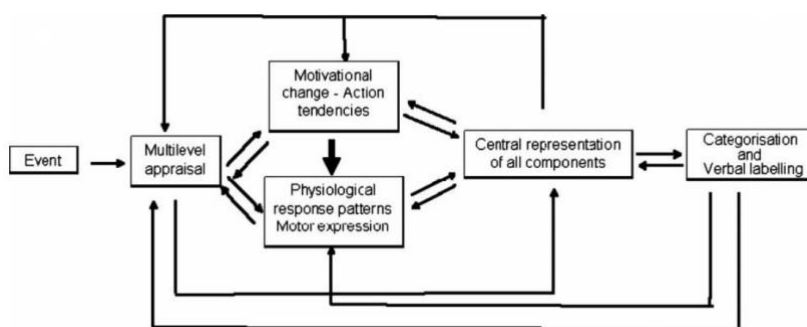 Motivational
change - Action
tendencies
Event
Multilevel
appraisal
Central representation
of all components
Categorisation
and
Verbal labelling
Physiological
response patterns
Motor expression